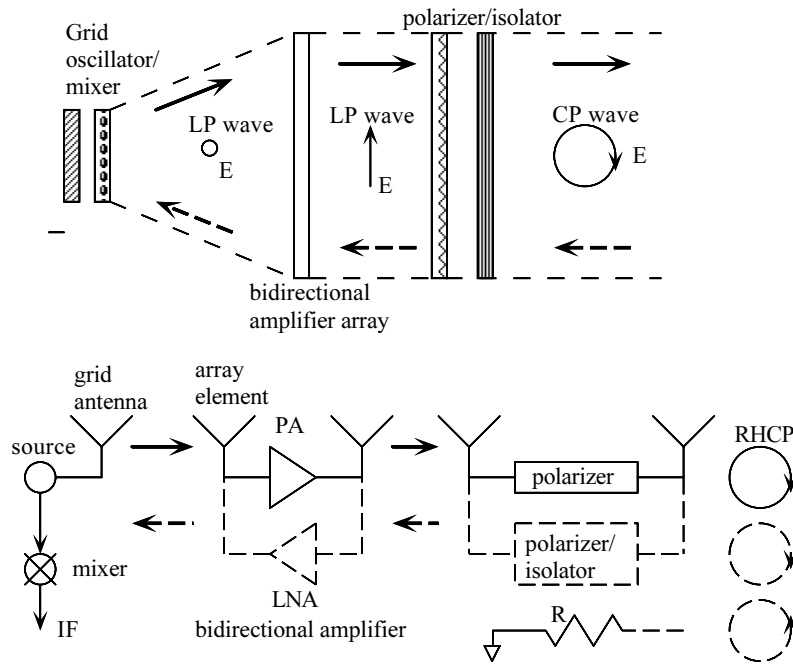 polarizer/isolator
Grid
oscillator/
mixer
LP wave
E
LP wave
E
CP wave
E
bidirectional
amplifier array
grid
antenna
array
element
source
PA
RHCP
polarizer
polarizer/
isolator
mixer
LNA
R
IF
bidirectional amplifier